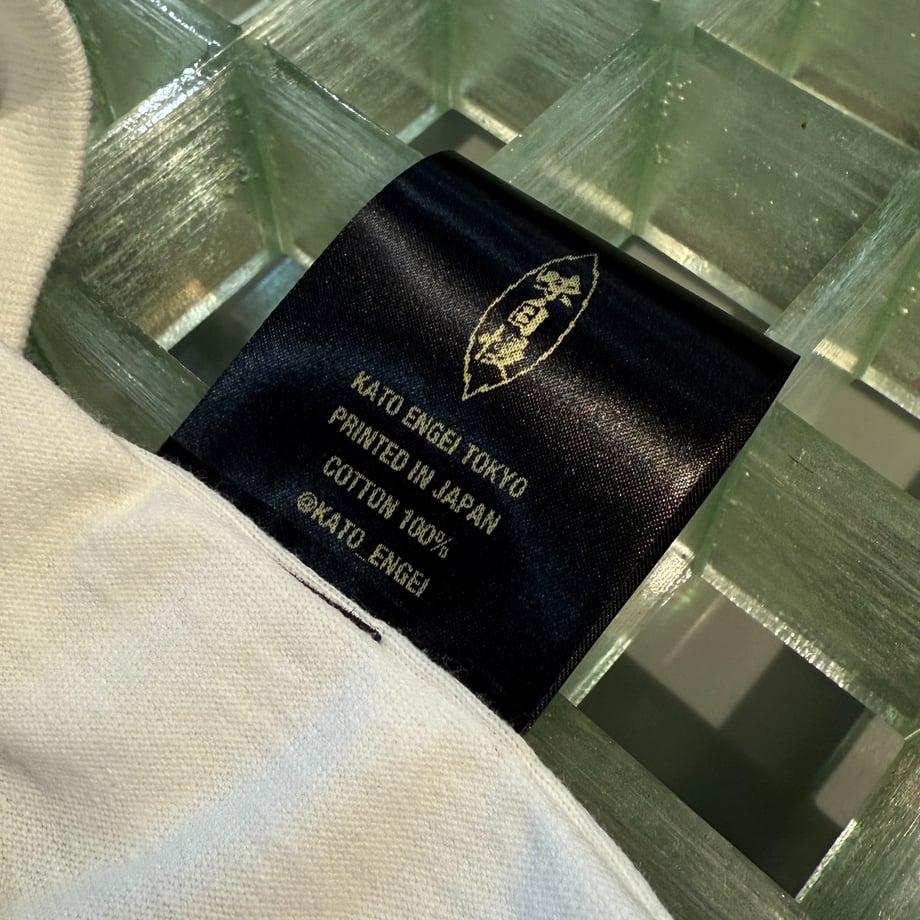 KATO ENGEI TOKYO
PRINTED IN JAPAN
COTTON 100%
@KATO_ENGEI